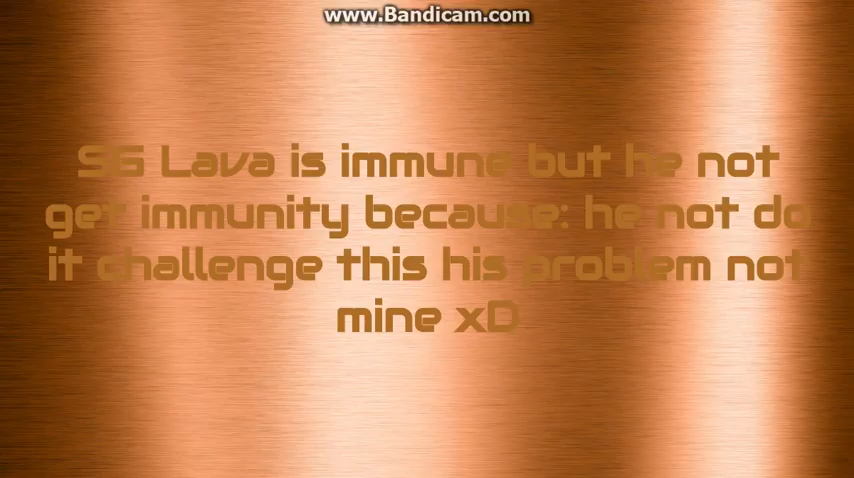 www.Bandicam.com
SG Lava is immune but he not
get immunity because: he not do
it challenge this his problem not
mine xD